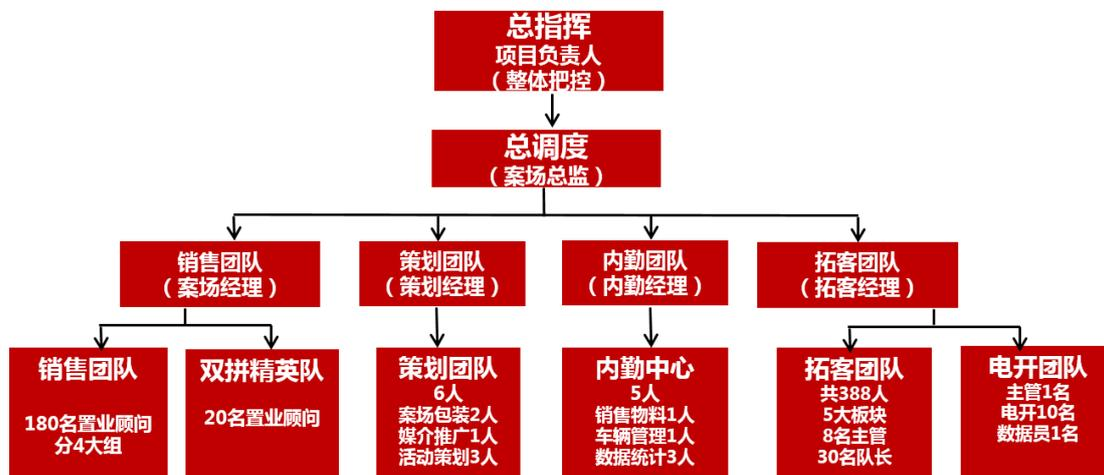 总指挥
项目负责人
（整体把控）
总调度
（案场总监）
销售团队
（案场经理）
策划团队
（策划经理）
内勤团队
（内勤经理）
拓客团队
（拓客经理）
销售团队
180名置业顾问
分4大组
双拼精英队
20名置业顾问
策划团队
6人
案场包装2人
媒介推广1人
活动策划3人
内勤中心
5人
销售物料1人
车辆管理1人
数据统计3人
拓客团队
共388人
5大板块
8名主管
30名队长
电开团队
主管1名
电开10名
数据员1名